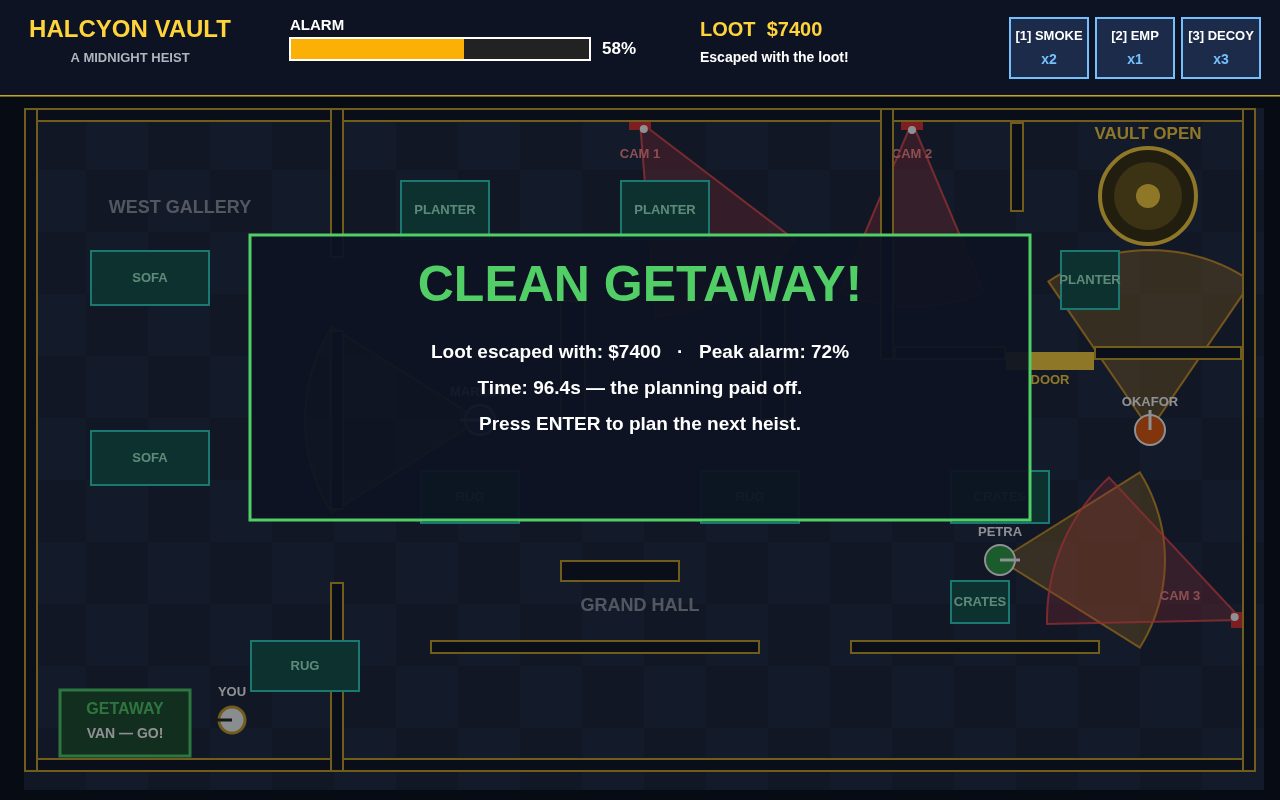 HALCYON VAULT
A MIDNIGHT HEIST
ALARM
58%
LOOT $7400
Escaped with the loot!
[1] SMOKE
x2
[2] EMP
x1
[3] DECOY
x3
CAM 1
CAM 2
VAULT OPEN
WEST GALLERY
PLANTER
PLANTER
SOFA
PLANTER
CLEAN GETAWAY!
Loot escaped with: $7400 · Peak alarm: 72%
Time: 96.4s — the planning paid off.
Press ENTER to plan the next heist.
DOOR
OKAFOR
SOFA
RUG
RUG
CRATES
PETRA
CRATES
CAM 3
GRAND HALL
RUG
YOU
GETAWAY
VAN — GO!